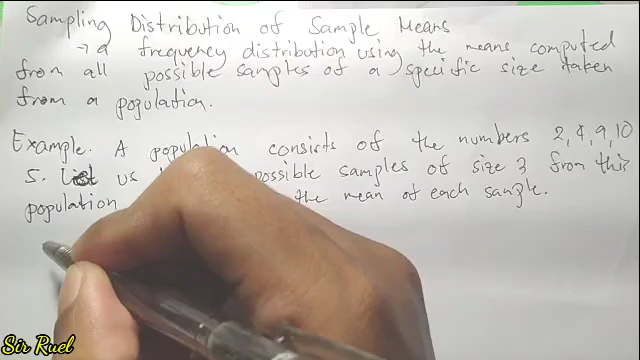 Sampling Distribution of Sample Means
→ a frequency distribution using the means computed
from all possible samples of a specific size taken
from a population.
Example. A population consists of the numbers 2, 4, 9, 10
5. Let us possible samples of size 3 from this
population the mean of each sample.
Sir Ruel